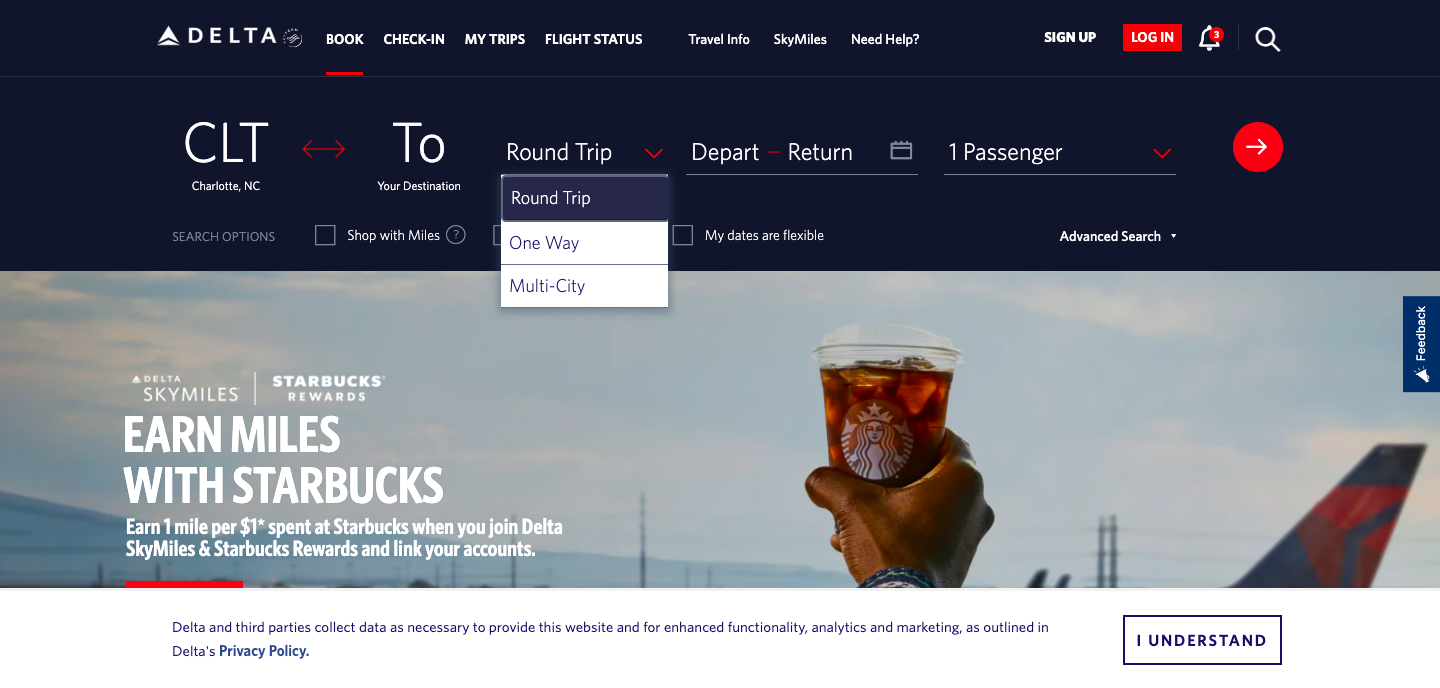 DELTA
BOOK
CHECK-IN
MY TRIPS
FLIGHT STATUS
Travel Info
SkyMiles
Need Help?
SIGN UP
LOG IN
3
CLT
Charlotte, NC
To
Your Destination
Round Trip
Depart – Return
1 Passenger
Round Trip
One Way
Multi-City
SEARCH OPTIONS
Shop with Miles
?
My dates are flexible
Advanced Search
Feedback
DELTA
SKYMILES
STARBUCKS
REWARDS
EARN MILES
WITH STARBUCKS
Earn 1 mile per $1* spent at Starbucks when you join Delta
SkyMiles & Starbucks Rewards and link your accounts.
Delta and third parties collect data as necessary to provide this website and for enhanced functionality, analytics and marketing, as outlined in
Delta's Privacy Policy.
I UNDERSTAND